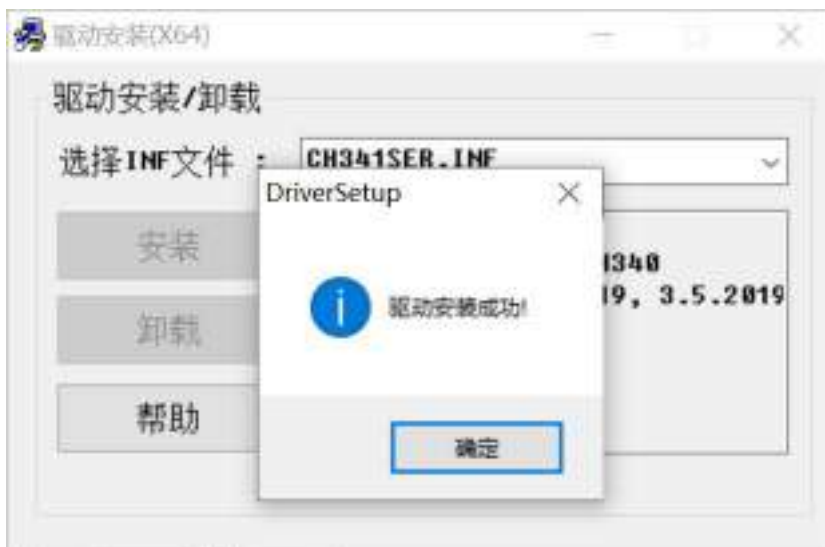 驱动安装(X64)
驱动安装/卸载
选择INF文件 : CH341SER.INF
DriverSetup
安装
卸载
帮助
驱动安装成功!
确定
1340
19, 3.5.2019